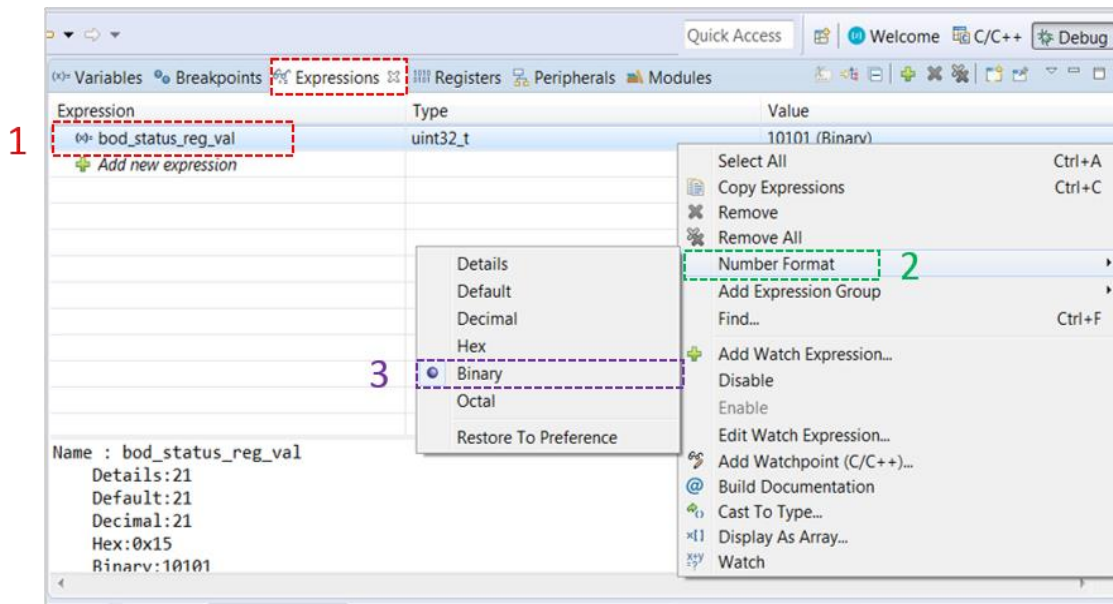 Quick Access Welcome C/C++ Debug
(x)= Variables Breakpoints Expressions Registers Peripherals Modules
Expression Type Value
1
(x)= bod_status_reg_val uint32_t 10101 (Binary)
Add new expression
Select All Ctrl+A
Copy Expressions Ctrl+C
Remove
Remove All
Number Format 2
Add Expression Group
Find... Ctrl+F
Add Watch Expression...
Disable
Enable
Edit Watch Expression...
Add Watchpoint (C/C++)...
Build Documentation
Cast To Type...
Display As Array...
Watch
Details
Default
Decimal
Hex
3 Binary
Octal
Restore To Preference
Name : bod_status_reg_val
Details:21
Default:21
Decimal:21
Hex:0x15
Binary:10101